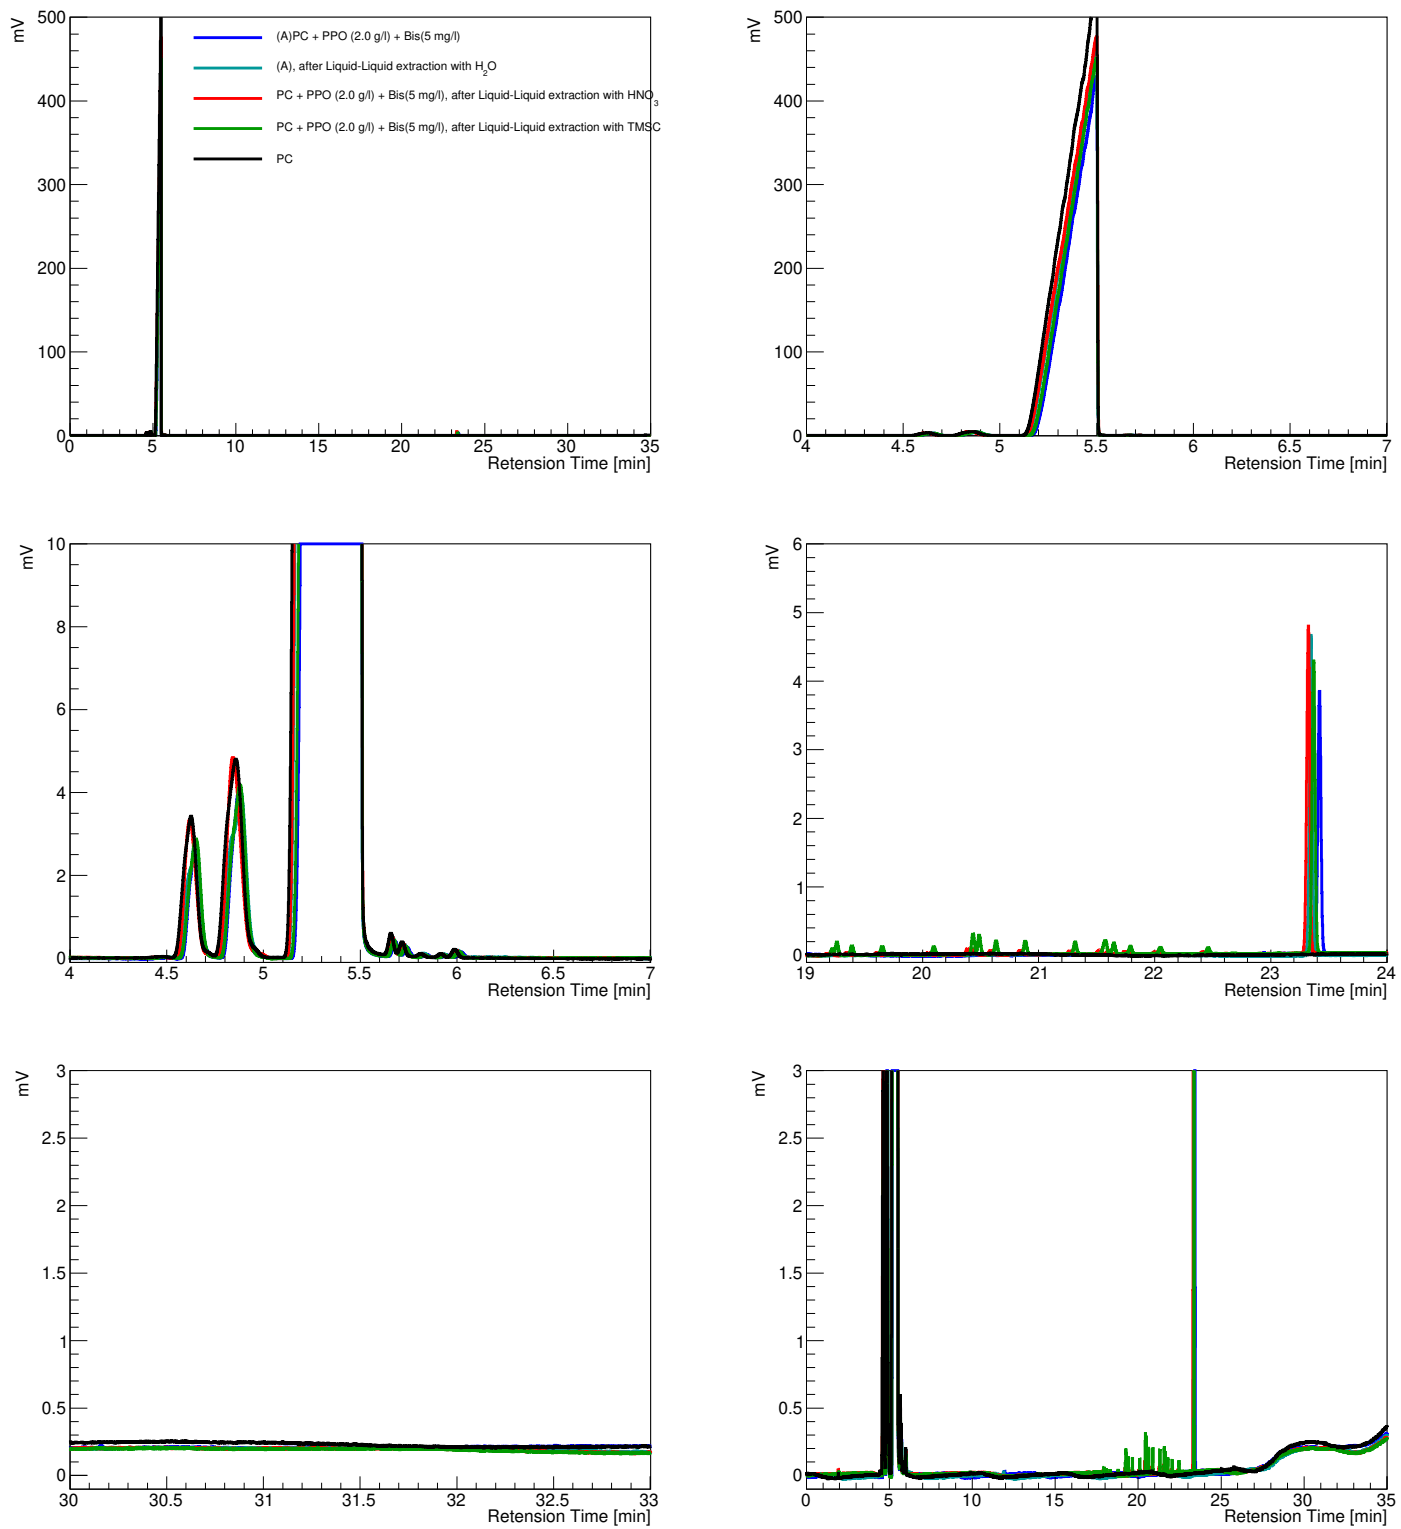 mV
500
400
300
200
100
0
0 5 10 15 20 25 30 35
Retension Time [min]
(A)PC + PPO (2.0 g/l) + Bis(5 mg/l)
(A), after Liquid-Liquid extraction with H2O
PC + PPO (2.0 g/l) + Bis(5 mg/l), after Liquid-Liquid extraction with HNO3
PC + PPO (2.0 g/l) + Bis(5 mg/l), after Liquid-Liquid extraction with TMSC
PC
mV
500
400
300
200
100
0
4 4.5 5 5.5 6 6.5 7
Retension Time [min]
mV
10
8
6
4
2
0
4 4.5 5 5.5 6 6.5 7
Retension Time [min]
mV
6
5
4
3
2
1
0
19 20 21 22 23 24
Retension Time [min]
mV
3
2.5
2
1.5
1
0.5
0
30 30.5 31 31.5 32 32.5 33
Retension Time [min]
mV
3
2.5
2
1.5
1
0.5
0
0 5 10 15 20 25 30 35
Retension Time [min]